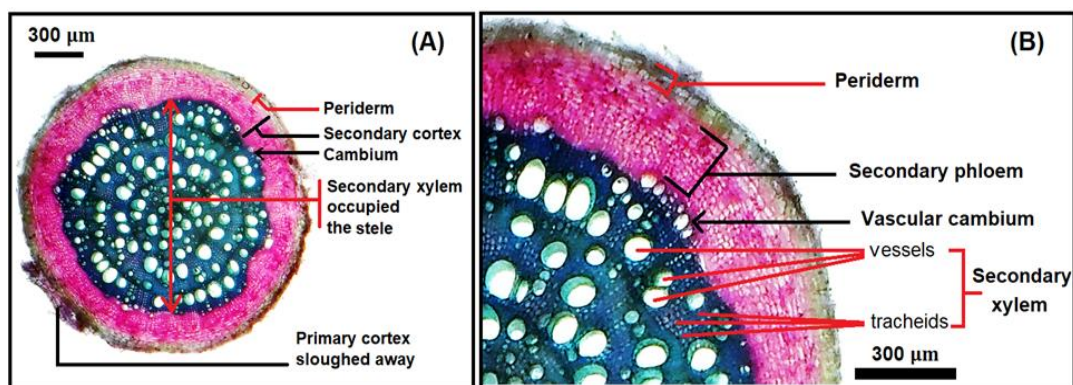 300 µm
(A)
Periderm
Secondary cortex
Cambium
Secondary xylem
occupied
the stele
Primary cortex
sloughed away
(B)
Periderm
Secondary phloem
Vascular cambium
vessels
Secondary
xylem
tracheids
300 µm